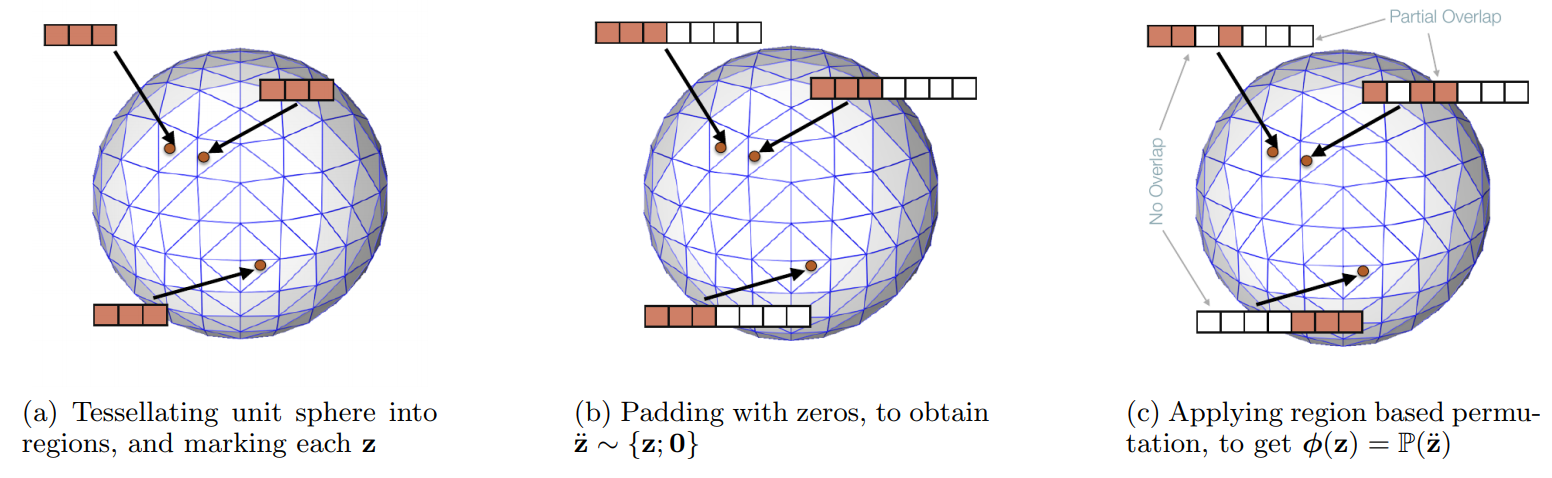 Partial Overlap
No Overlap
(a) Tessellating unit sphere into
regions, and marking each z
(b) Padding with zeros, to obtain
z̈ ∼ {z; 0}
(c) Applying region based permu-
tation, to get ϕ(z) = ℙ(z̈)